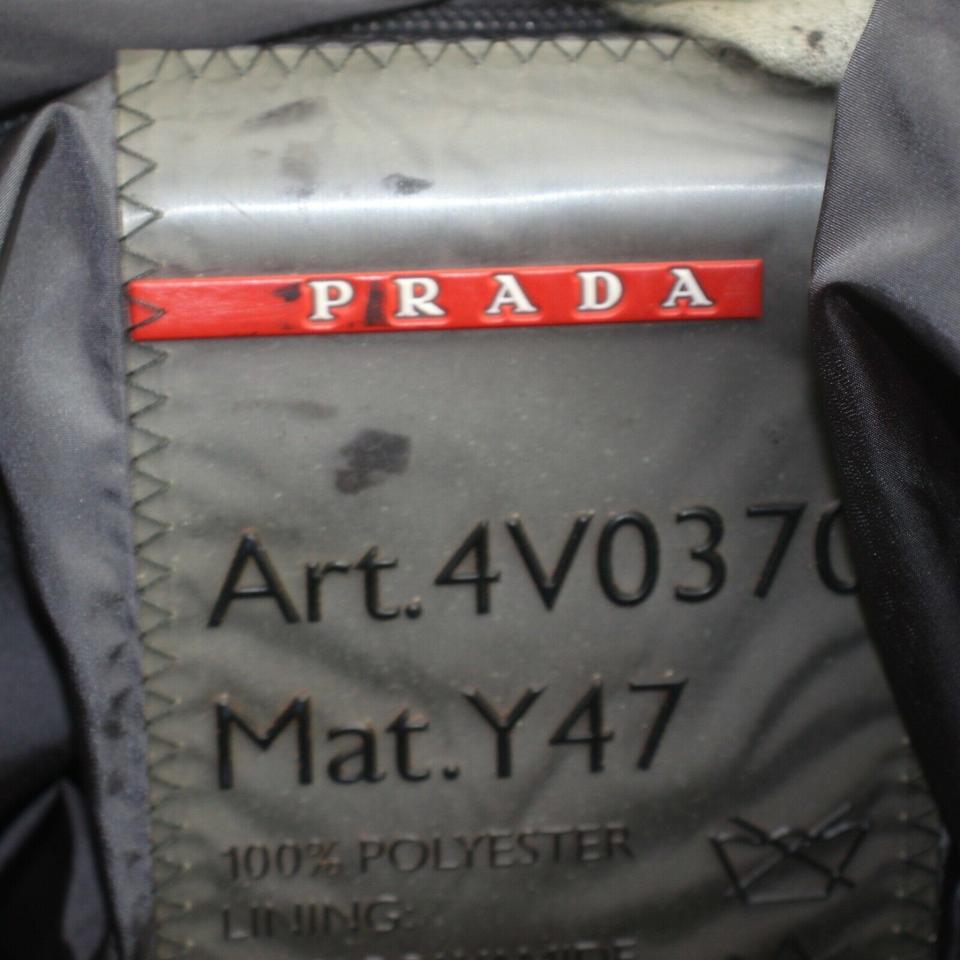 PRADA
Art.4V0370
Mat.Y47
100% POLYESTER
LINING: